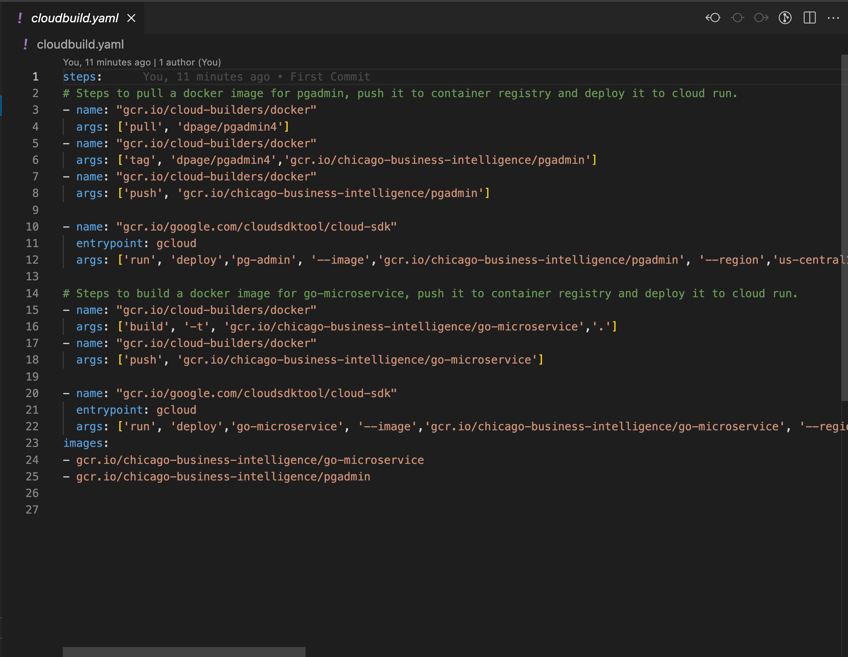 ! cloudbuild.yaml ×
! cloudbuild.yaml
You, 11 minutes ago | 1 author (You)
1 steps: You, 11 minutes ago • First Commit
2 # Steps to pull a docker image for pgadmin, push it to container registry and deploy it to cloud run.
3 - name: "gcr.io/cloud-builders/docker"
4 args: ['pull', 'dpage/pgadmin4']
5 - name: "gcr.io/cloud-builders/docker"
6 args: ['tag', 'dpage/pgadmin4','gcr.io/chicago-business-intelligence/pgadmin']
7 - name: "gcr.io/cloud-builders/docker"
8 args: ['push', 'gcr.io/chicago-business-intelligence/pgadmin']
9
10 - name: "gcr.io/google.com/cloudsdktool/cloud-sdk"
11 entrypoint: gcloud
12 args: ['run', 'deploy','pg-admin', '--image','gcr.io/chicago-business-intelligence/pgadmin', '--region','us-central
13
14 # Steps to build a docker image for go-microservice, push it to container registry and deploy it to cloud run.
15 - name: "gcr.io/cloud-builders/docker"
16 args: ['build', '-t', 'gcr.io/chicago-business-intelligence/go-microservice','.']
17 - name: "gcr.io/cloud-builders/docker"
18 args: ['push', 'gcr.io/chicago-business-intelligence/go-microservice']
19
20 - name: "gcr.io/google.com/cloudsdktool/cloud-sdk"
21 entrypoint: gcloud
22 args: ['run', 'deploy','go-microservice', '--image','gcr.io/chicago-business-intelligence/go-microservice', '--regi
23 images:
24 - gcr.io/chicago-business-intelligence/go-microservice
25 - gcr.io/chicago-business-intelligence/pgadmin
26
27